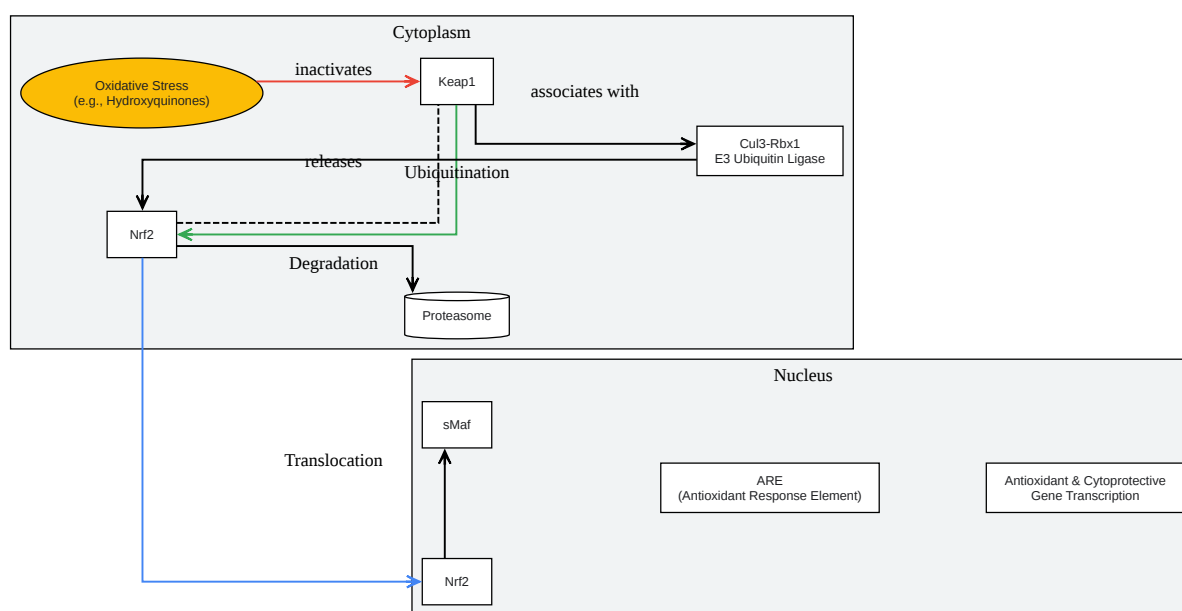 Cytoplasm
inactivates
Oxidative Stress
(e.g., Hydroxyquinones)
Keap1
associates with
Cul3-Rbx1
E3 Ubiquitin Ligase
releases
Ubiquitination
Nrf2
Degradation
Proteasome
Nucleus
sMaf
Translocation
ARE
(Antioxidant Response Element)
Antioxidant & Cytoprotective
Gene Transcription
Nrf2